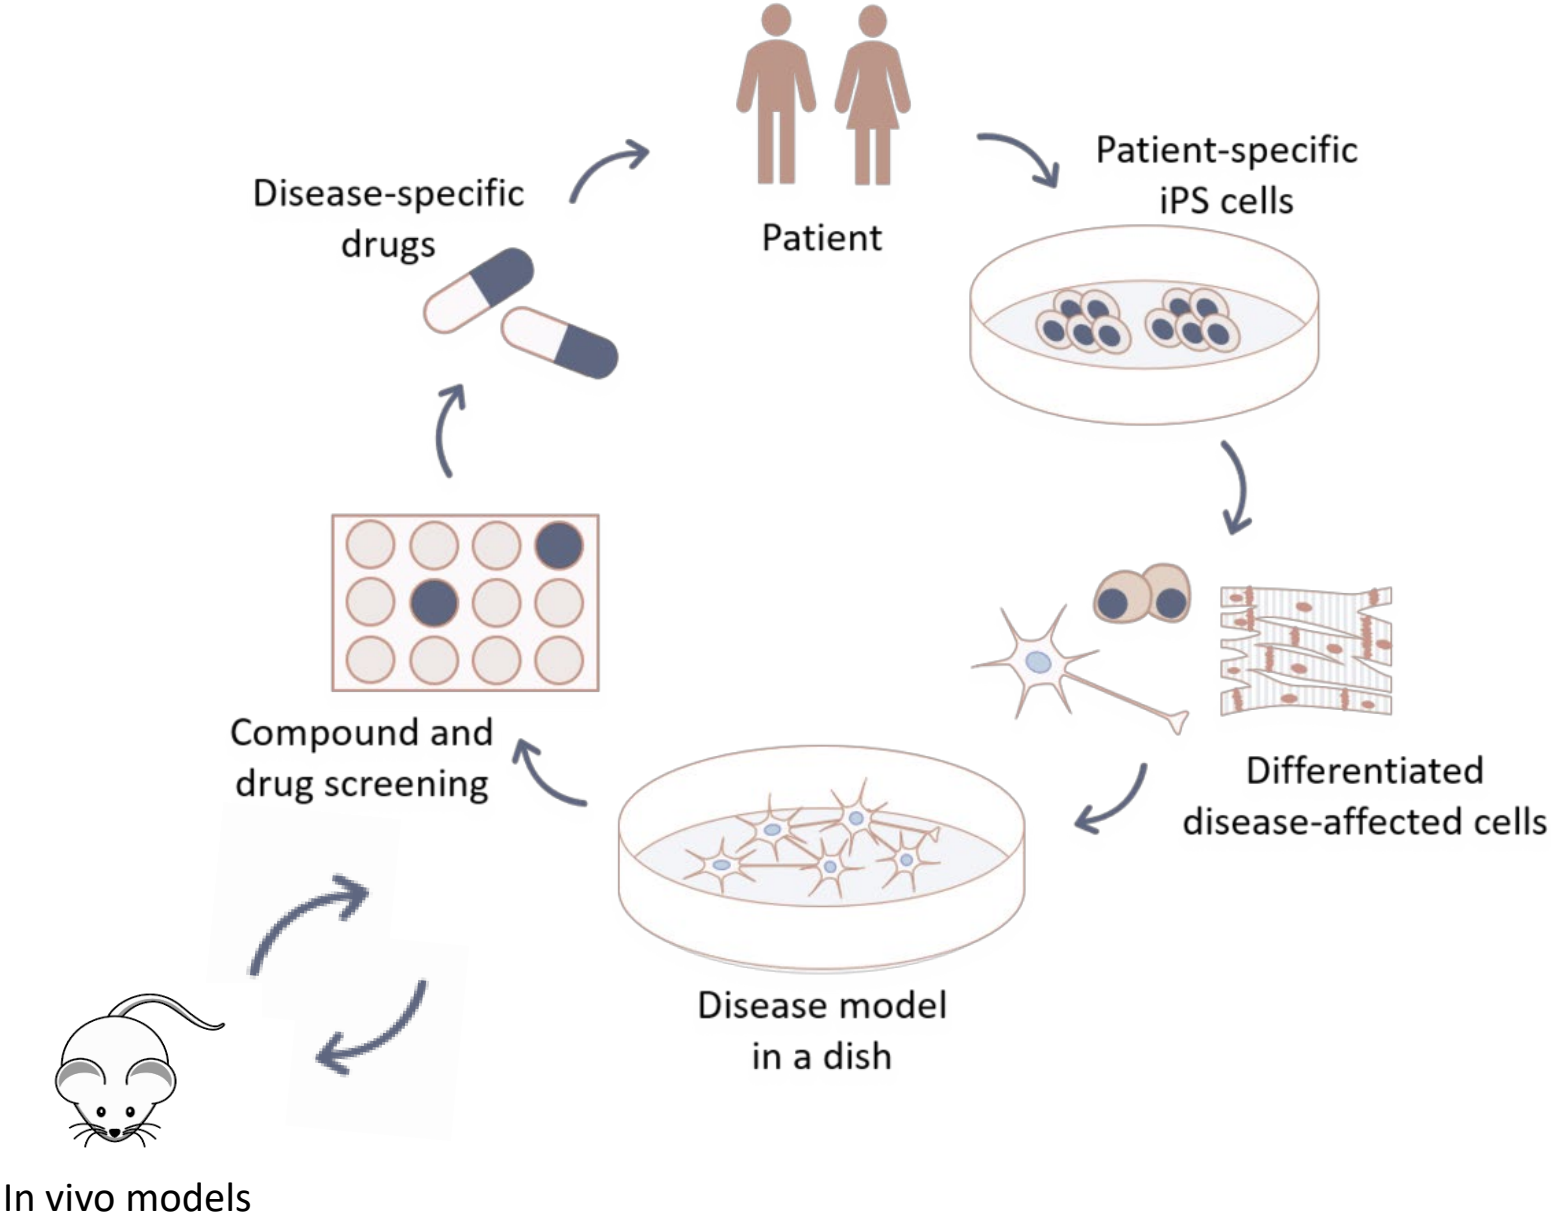 Patient
Patient-specific
iPS cells
Differentiated
disease-affected cells
Disease model
in a dish
Compound and
drug screening
Disease-specific
drugs
In vivo models